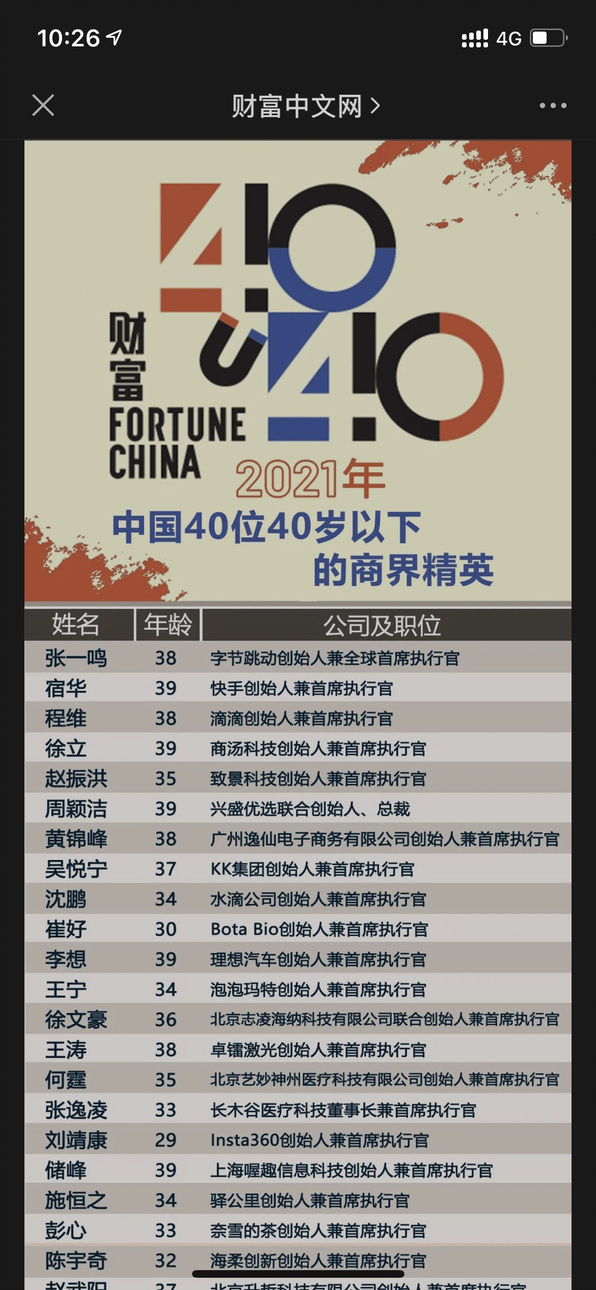 10:26
4G
财富中文网
40
U40
财富
FORTUNE
CHINA
2021年
中国40位40岁以下
的商界精英
姓名 年龄 公司及职位
张一鸣 38 字节跳动创始人兼全球首席执行官
宿华 39 快手创始人兼首席执行官
程维 38 滴滴创始人兼首席执行官
徐立 39 商汤科技创始人兼首席执行官
赵振洪 35 致景科技创始人兼首席执行官
周颖洁 39 兴盛优选联合创始人、总裁
黄锦峰 38 广州逸仙电子商务有限公司创始人兼首席执行官
吴悦宁 37 KK集团创始人兼首席执行官
沈鹏 34 水滴公司创始人兼首席执行官
崔好 30 Bota Bio创始人兼首席执行官
李想 39 理想汽车创始人兼首席执行官
王宁 34 泡泡玛特创始人兼首席执行官
徐文豪 36 北京志凌海纳科技有限公司联合创始人兼首席执行官
王涛 38 卓镭激光创始人兼首席执行官
何霆 35 北京艺妙神州医疗科技有限公司创始人兼首席执行官
张逸凌 33 长木谷医疗科技董事长兼首席执行官
刘靖康 29 Insta360创始人兼首席执行官
储峰 39 上海喔趣信息科技创始人兼首席执行官
施恒之 34 驿公里创始人兼首席执行官
彭心 33 奈雪的茶创始人兼首席执行官
陈宇奇 32 海柔创新创始人兼首席执行官